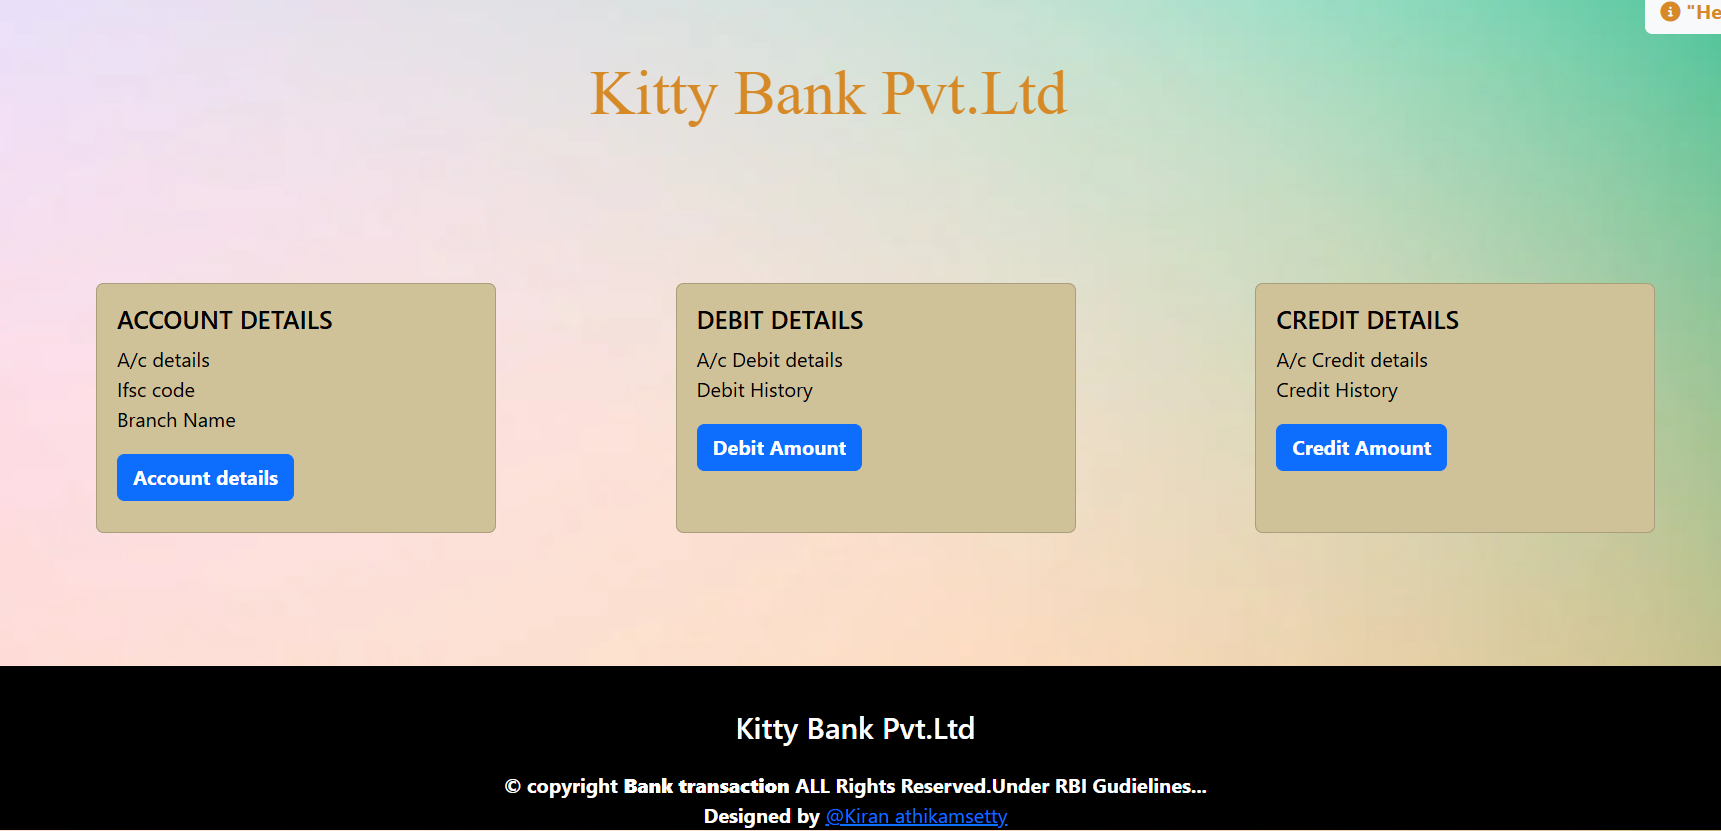 "He
Kitty Bank Pvt.Ltd
ACCOUNT DETAILS
A/c details
Ifsc code
Branch Name
Account details
DEBIT DETAILS
A/c Debit details
Debit History
Debit Amount
CREDIT DETAILS
A/c Credit details
Credit History
Credit Amount
Kitty Bank Pvt.Ltd
© copyright Bank transaction ALL Rights Reserved.Under RBI Gudielines...
Designed by @Kiran athikamsetty